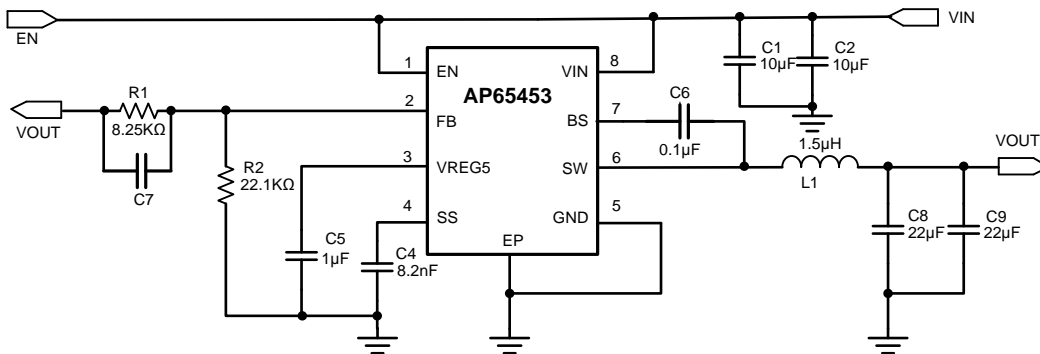 EN
VIN
VOUT
R1
8.25KΩ
C7
R2
22.1KΩ
C5
1µF
C4
8.2nF
AP65453
1
EN
2
FB
3
VREG5
4
SS
EP
VIN
8
BS
7
SW
6
GND
5
C6
0.1µF
C1
10µF
C2
10µF
1.5µH
L1
VOUT
C8
22µF
C9
22µF